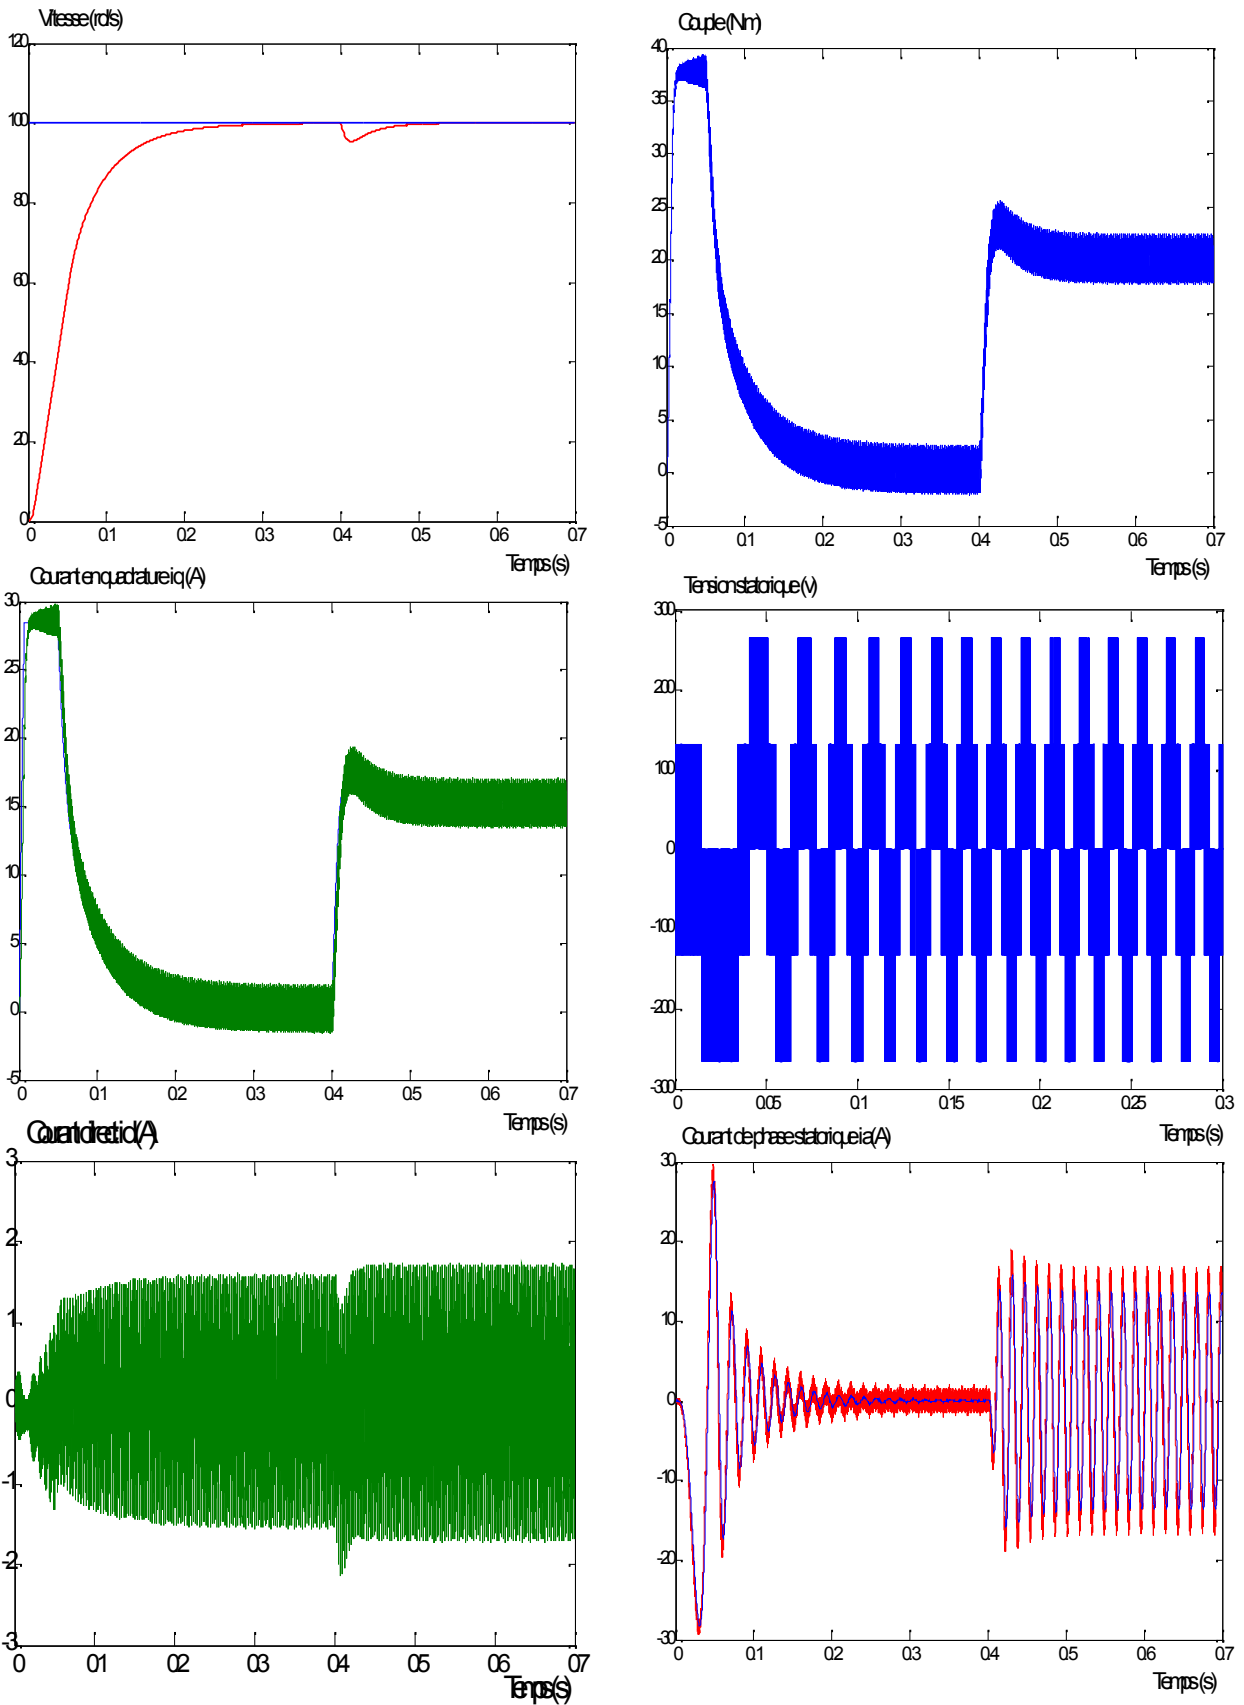 Vitesse (rd/s)
120
100
80
60
40
20
0
0 0.1 0.2 0.3 0.4 0.5 0.6 0.7
Temps (s)
Couple (N.m)
40
35
30
25
20
15
10
5
0
-5
0 0.1 0.2 0.3 0.4 0.5 0.6 0.7
Temps (s)
Courant en quadrature iq (A)
30
25
20
15
10
5
0
-5
0 0.1 0.2 0.3 0.4 0.5 0.6 0.7
Temps (s)
Tension statorique (v)
300
200
100
0
-100
-200
-300
0 0.05 0.1 0.15 0.2 0.25 0.3
Temps (s)
Courant direct id (A)
3
2
1
0
-1
-2
-3
0 0.1 0.2 0.3 0.4 0.5 0.6 0.7
Temps (s)
Courant de phase statorique ia (A)
30
20
10
0
-10
-20
-30
0 0.1 0.2 0.3 0.4 0.5 0.6 0.7
Temps (s)